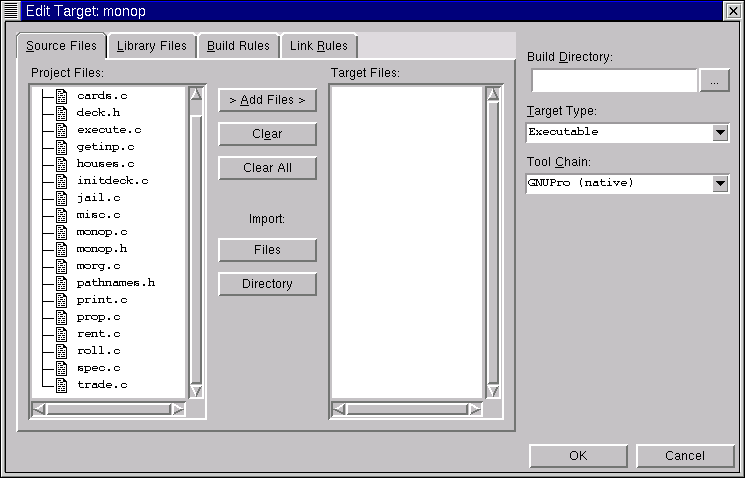 Edit Target: monop
Source Files
Library Files
Build Rules
Link Rules
Project Files:
cards.c
deck.h
execute.c
getinp.c
houses.c
initdeck.c
jail.c
misc.c
monop.c
monop.h
morg.c
pathnames.h
print.c
prop.c
rent.c
roll.c
spec.c
trade.c
> Add Files >
Clear
Clear All
Import:
Files
Directory
Target Files:
Build Directory:
...
Target Type:
Executable
Tool Chain:
GNUPro (native)
OK
Cancel